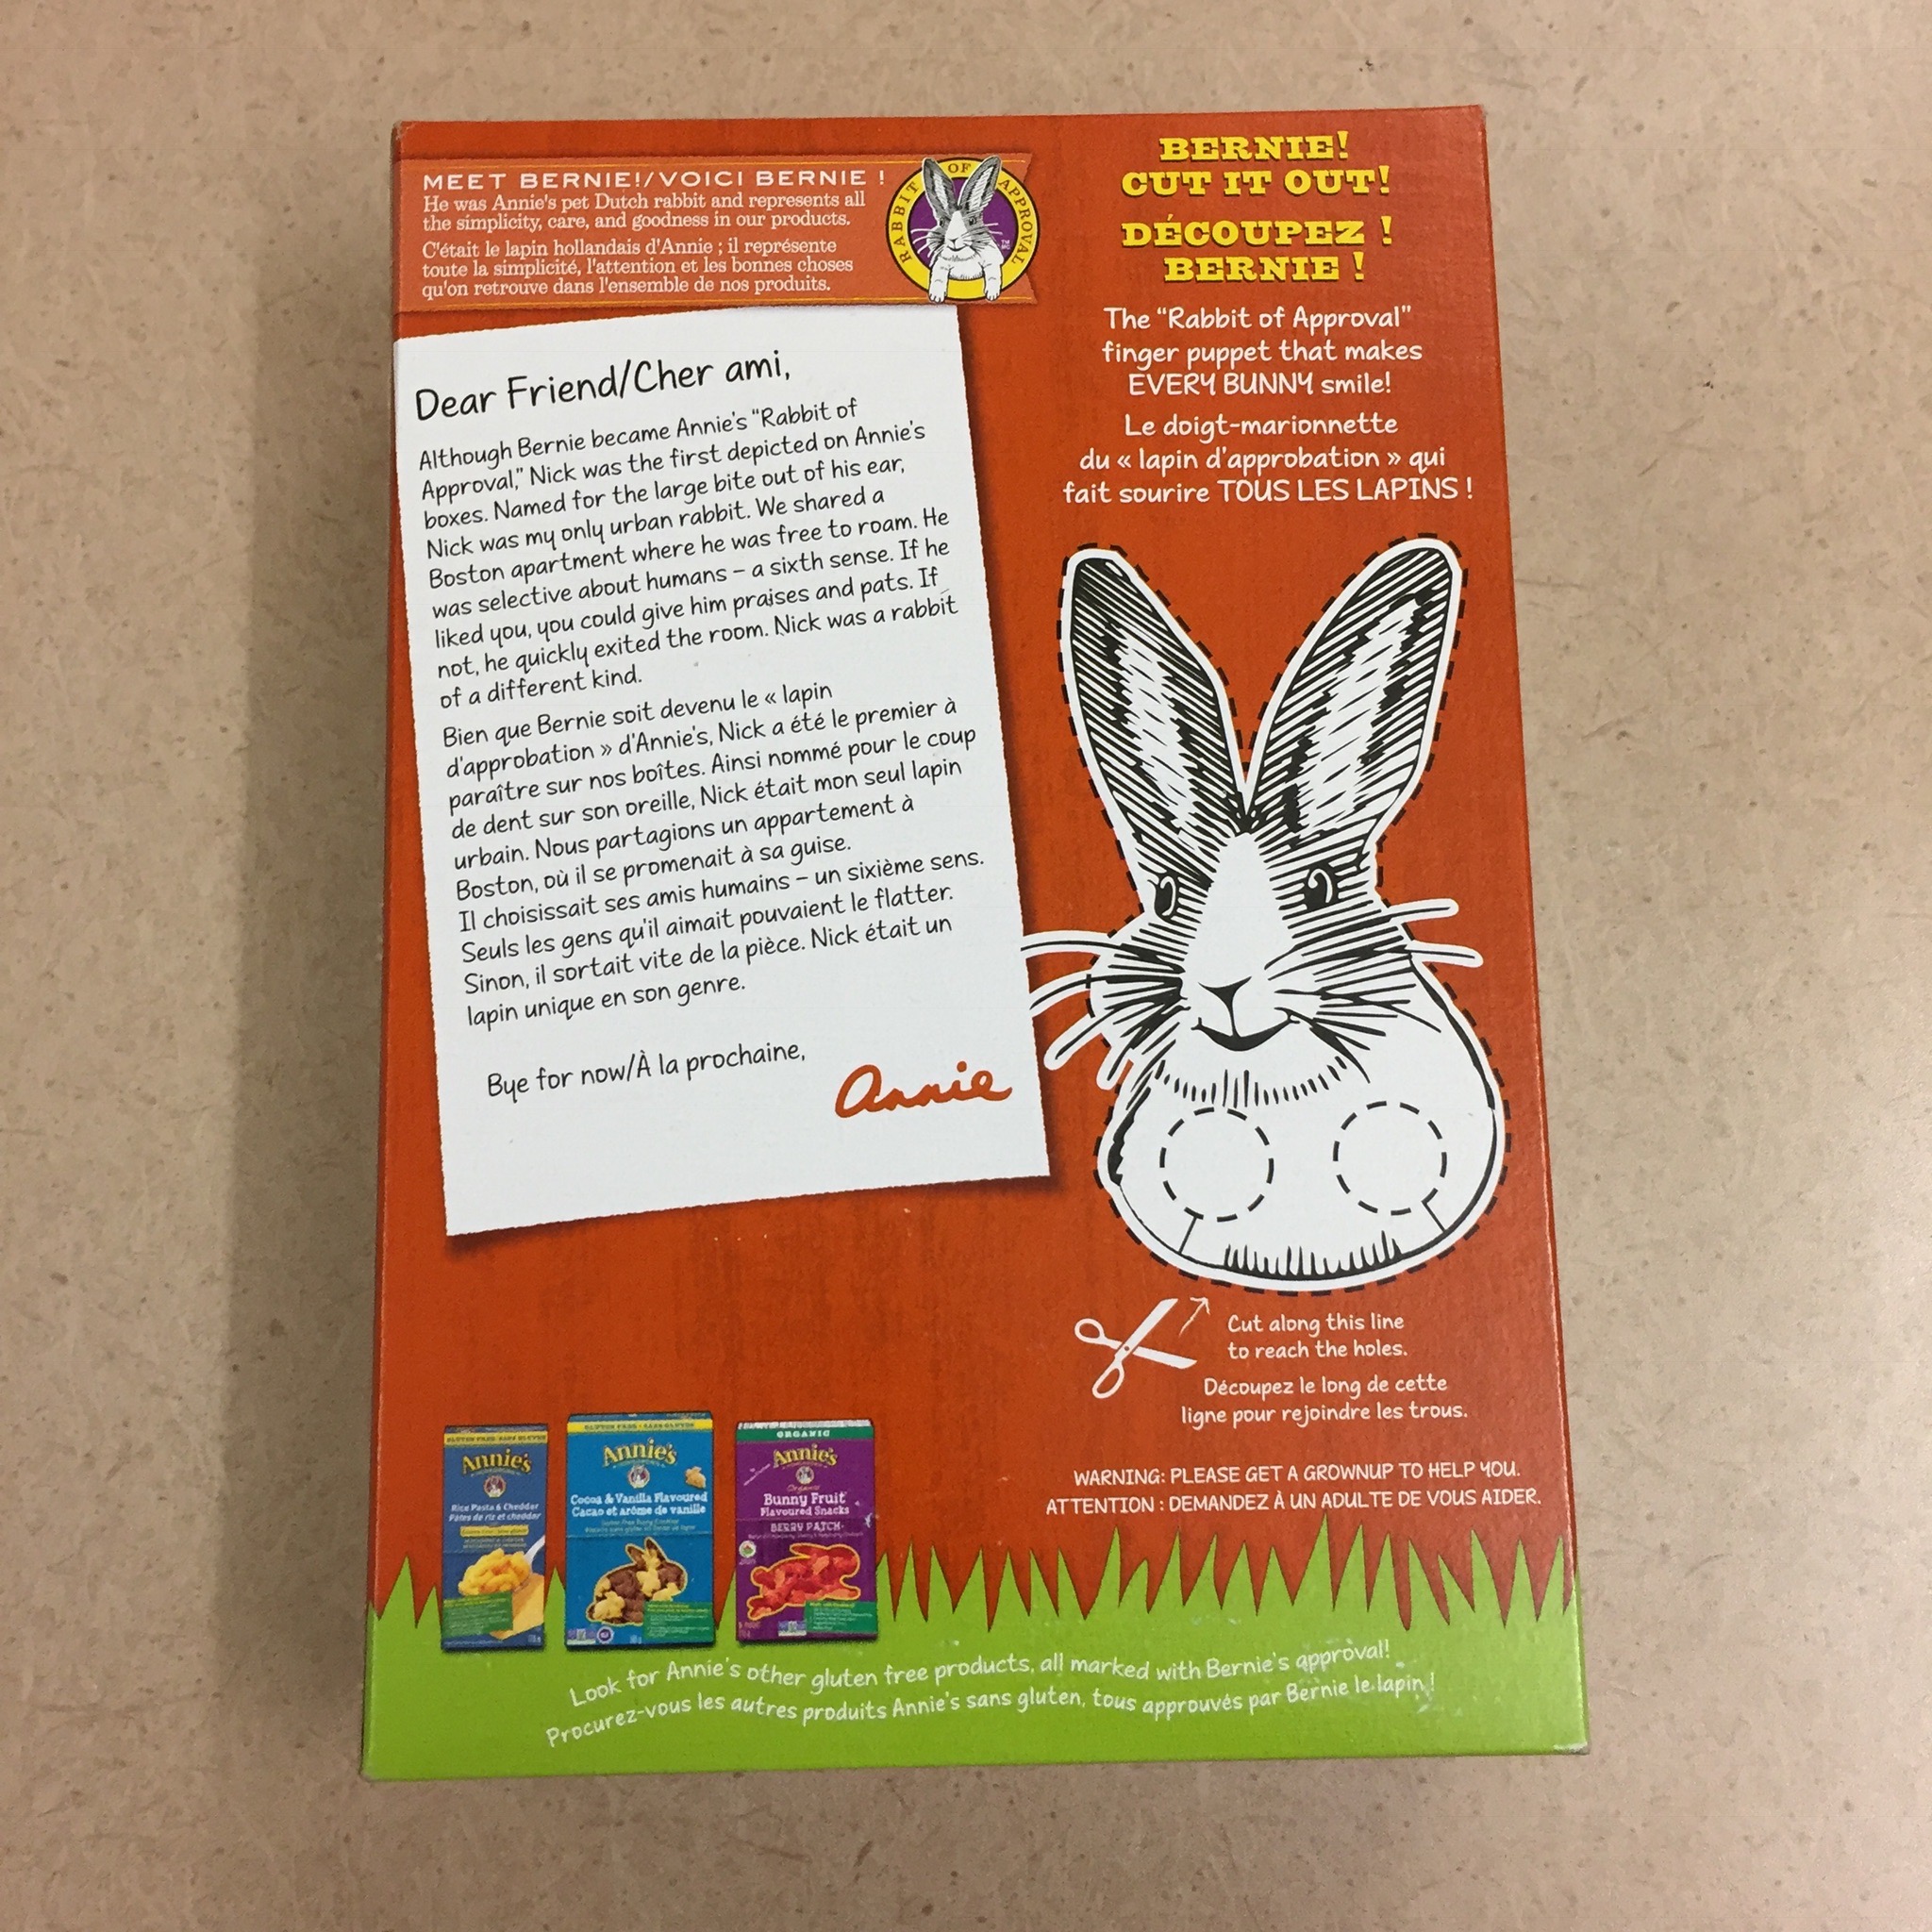 MEET BERNIE!/VOICI BERNIE !
He was Annie's pet Dutch rabbit and represents all
the simplicity, care, and goodness in our products.
C'était le lapin hollandais d'Annie ; il représente
toute la simplicité, l'attention et les bonnes choses
qu'on retrouve dans l'ensemble de nos produits.
RABBIT OF APPROVAL
Dear Friend/Cher ami,
Although Bernie became Annie's "Rabbit of
Approval," Nick was the first depicted on Annie's
boxes. Named for the large bite out of his ear,
Nick was my only urban rabbit. We shared a
Boston apartment where he was free to roam. He
was selective about humans – a sixth sense. If he
liked you, you could give him praises and pats. If
not, he quickly exited the room. Nick was a rabbit
of a different kind.
Bien que Bernie soit devenu le « lapin
d'approbation » d'Annie's, Nick a été le premier à
paraître sur nos boîtes. Ainsi nommé pour le coup
de dent sur son oreille, Nick était mon seul lapin
urbain. Nous partagions un appartement à
Boston, où il se promenait à sa guise.
Il choisissait ses amis humains – un sixième sens.
Seuls les gens qu'il aimait pouvaient le flatter.
Sinon, il sortait vite de la pièce. Nick était un
lapin unique en son genre.
Bye for now/À la prochaine,
Annie
BERNIE!
CUT IT OUT!
DÉCOUPEZ !
BERNIE !
The "Rabbit of Approval"
finger puppet that makes
EVERY BUNNY smile!
Le doigt-marionnette
du « lapin d'approbation » qui
fait sourire TOUS LES LAPINS !
Cut along this line
to reach the holes.
Découpez le long de cette
ligne pour rejoindre les trous.
WARNING: PLEASE GET A GROWNUP TO HELP YOU.
ATTENTION : DEMANDEZ À UN ADULTE DE VOUS AIDER.
GLUTEN FREE · SANS GLUTEN
Annie's
Rice Pasta & Cheddar
Pâtes de riz et cheddar
GLUTEN FREE · SANS GLUTEN
Annie's
Cocoa & Vanilla Flavoured
Cacao et arôme de vanille
ORGANIC
Annie's
Organic
Bunny Fruit
Flavoured Snacks
BERRY PATCH
Look for Annie's other gluten free products, all marked with Bernie's approval!
Procurez-vous les autres produits Annie's sans gluten, tous approuvés par Bernie le lapin !